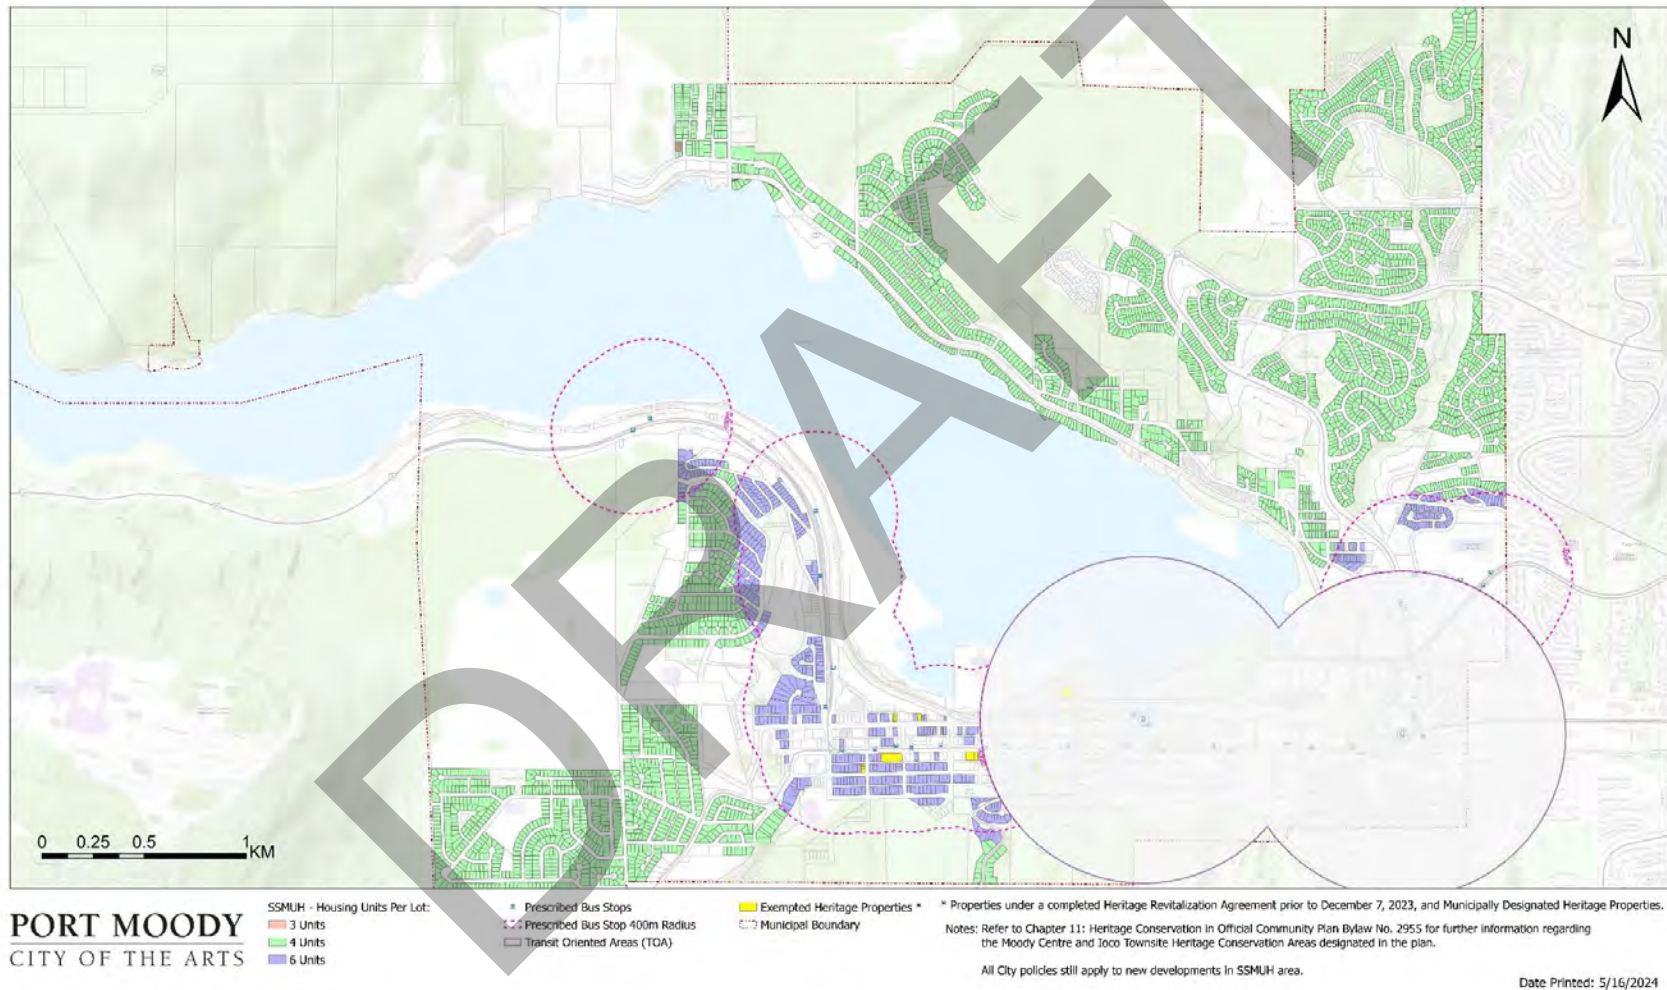 DRAFT
N
0 0.25 0.5 1
KM
PORT MOODY
CITY OF THE ARTS
SSMUH - Housing Units Per Lot:
3 Units
4 Units
6 Units
Prescribed Bus Stops
Prescribed Bus Stop 400m Radius
Transit Oriented Areas (TOA)
Exempted Heritage Properties *
Municipal Boundary
* Properties under a completed Heritage Revitalization Agreement prior to December 7, 2023, and Municipally Designated Heritage Properties.
Notes: Refer to Chapter 11: Heritage Conservation in Official Community Plan Bylaw No. 2955 for further information regarding
the Moody Centre and Ioco Townsite Heritage Conservation Areas designated in the plan.
All City policies still apply to new developments in SSMUH area.
Date Printed: 5/16/2024